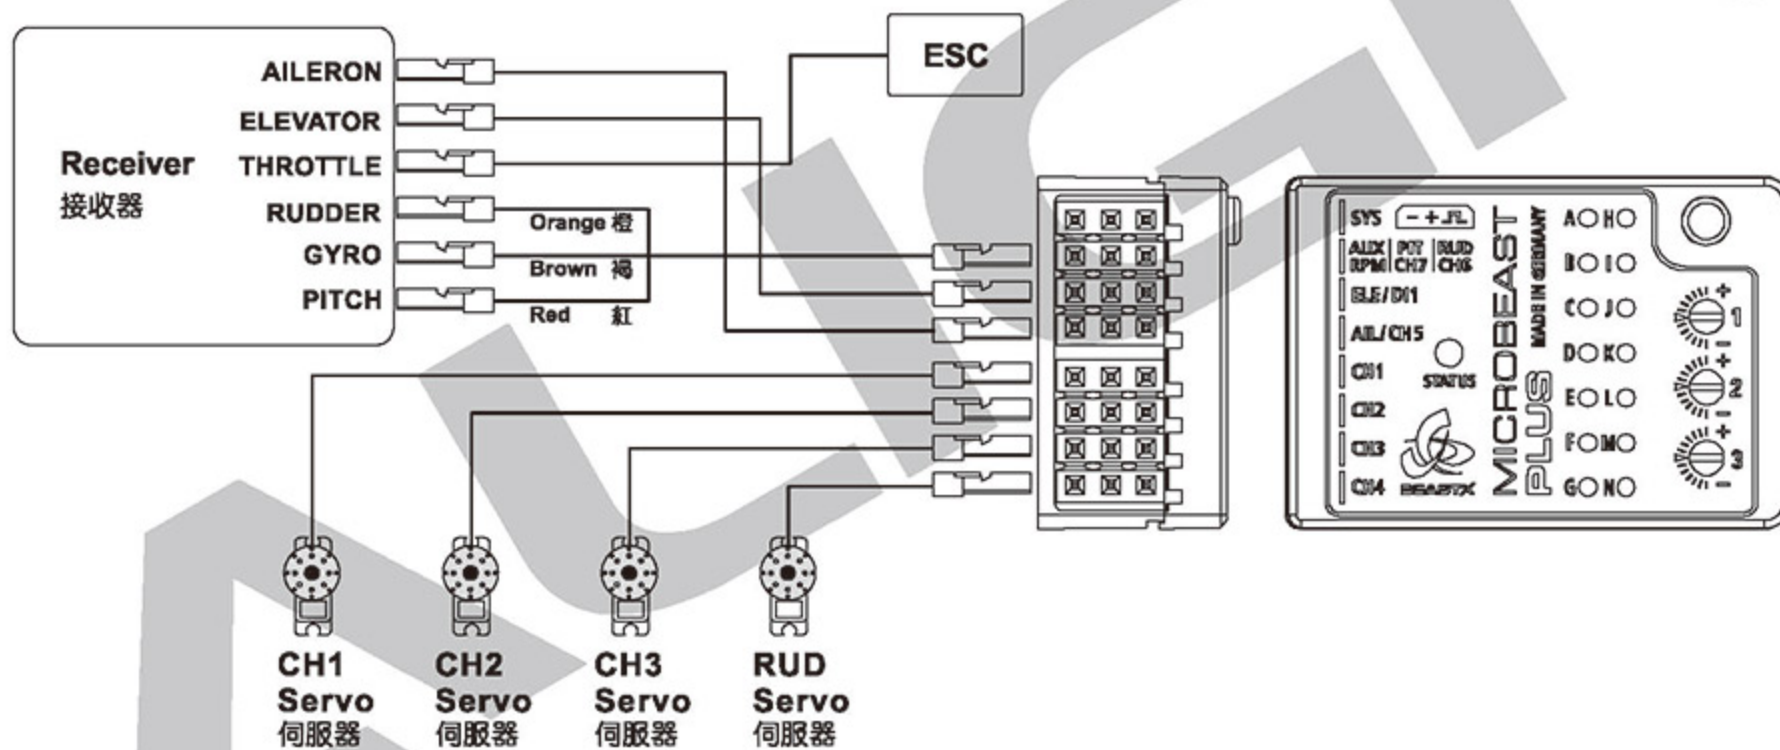 ESC
AILERON
ELEVATOR
THROTTLE
RUDDER
GYRO
PITCH
Receiver
接收器
Orange 橙
Brown 褐
Red 紅
CH1
Servo
伺服器
CH2
Servo
伺服器
CH3
Servo
伺服器
RUD
Servo
伺服器
SYS
AUX | PIT | RUD
RPM | CH7 | CH6
ELE/DI1
AIL/CH5
CH1
CH2
CH3
CH4
STATUS
BEASTX
MICROBEAST
PLUS
MADE IN GERMANY
A H
B I
C J
D K
E L
F M
G N
+
1
-
+
2
-
+
3
-